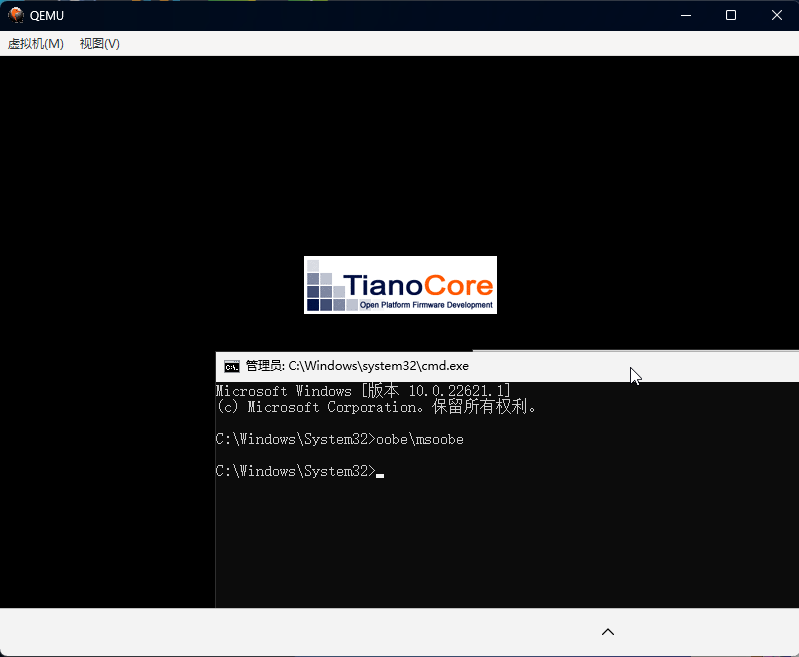 QEMU
虚拟机(M) 视图(V)
TianoCore
Open Platform Firmware Development
管理员: C:\Windows\system32\cmd.exe
Microsoft Windows [版本 10.0.22621.1]
(c) Microsoft Corporation。保留所有权利。
C:\Windows\System32>oobe\msoobe
C:\Windows\System32>